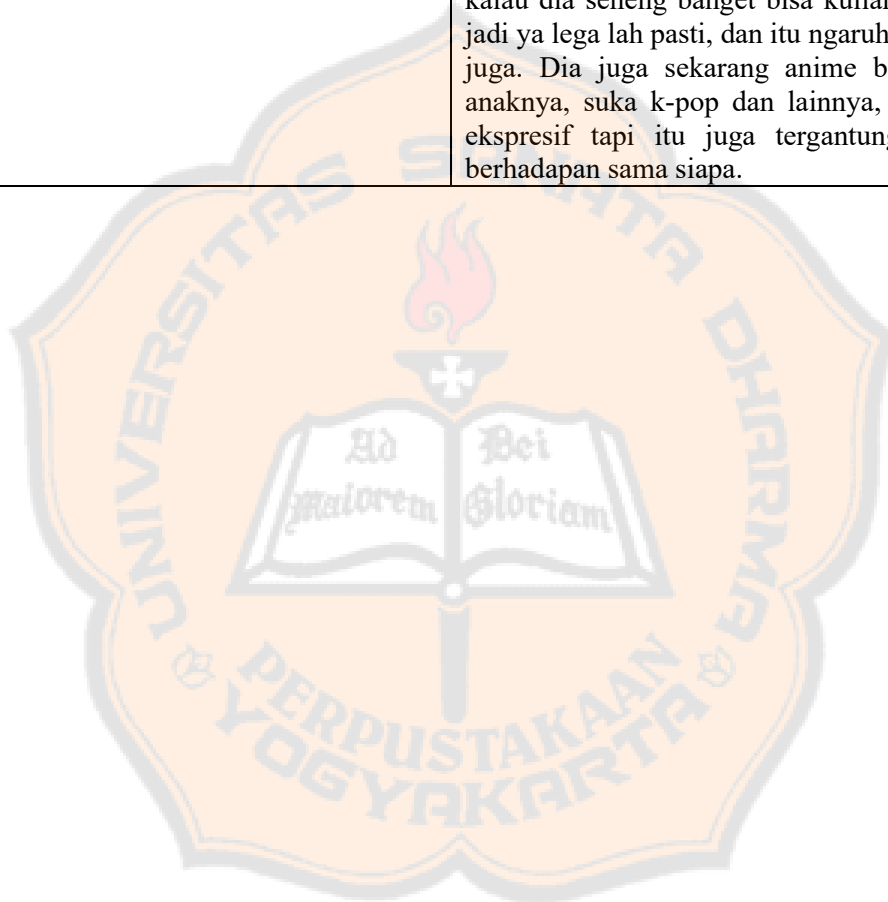 kalau dia seneng banget bisa
jadi ya lega lah pasti, dan itu ngaruh
juga. Dia juga sekarang anime
anaknya, suka k-pop dan lainnya,
ekspresif tapi itu juga
berhadapan sama siapa.
UNIVERSITAS SANATA DHARMA
Ad Dei
Maiorem Gloriam
PERPUSTAKAAN
YOGYAKARTA